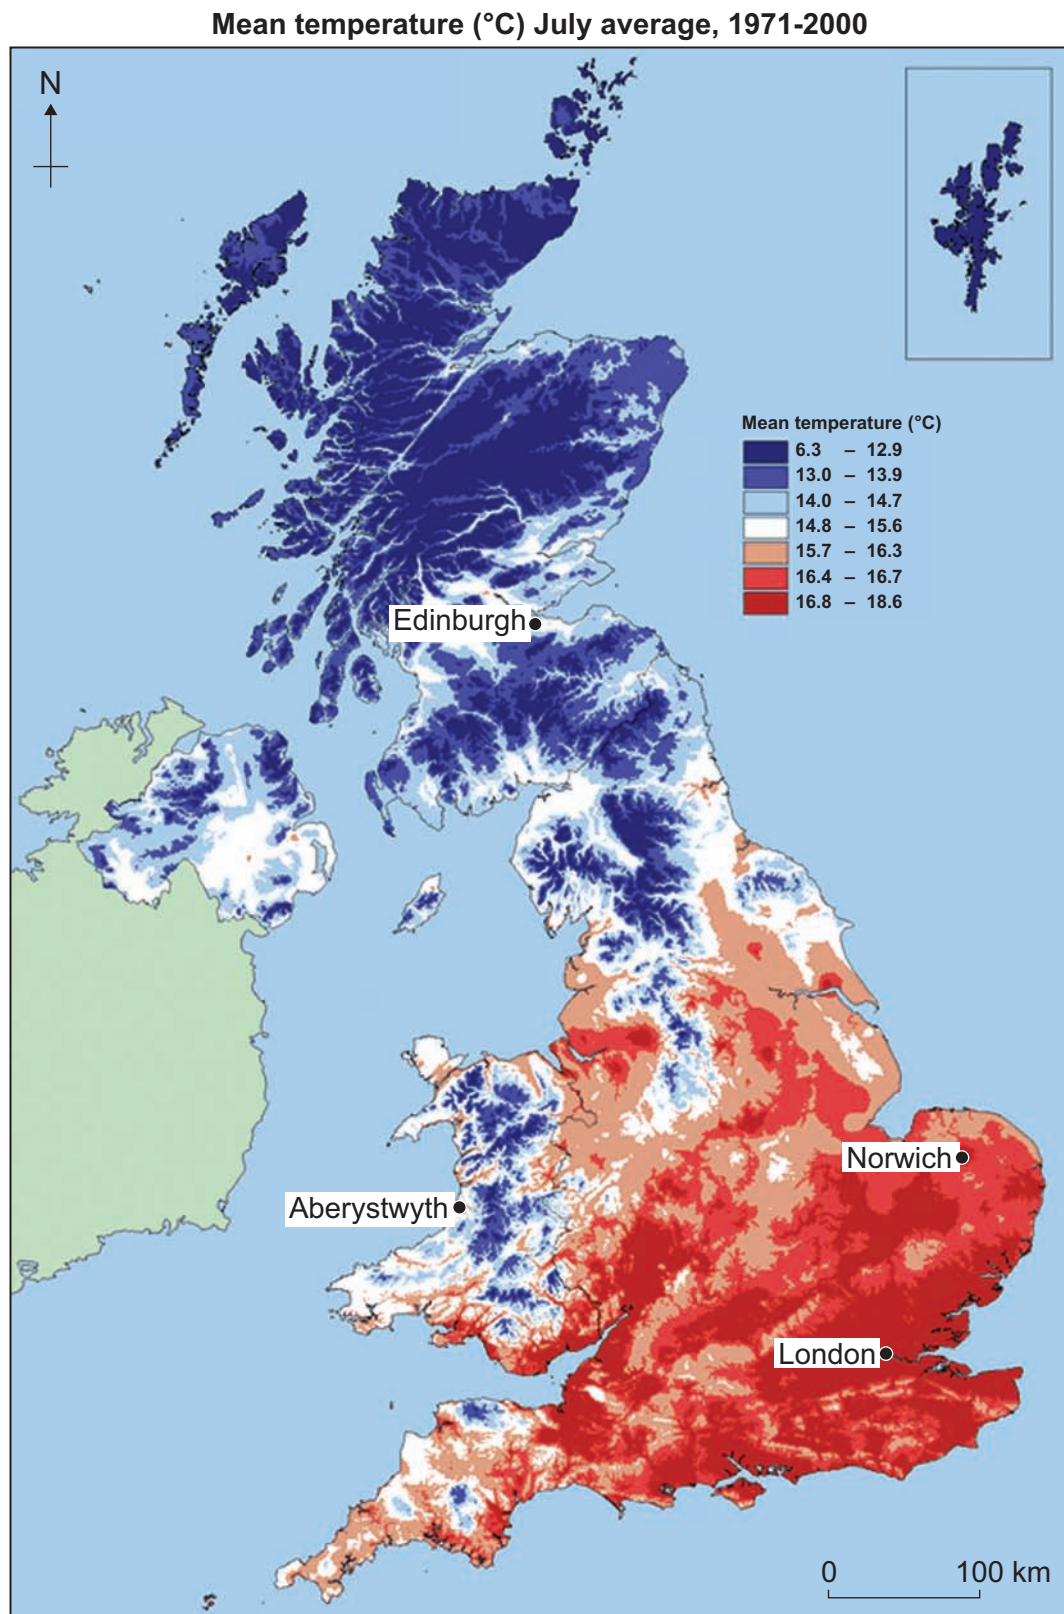 Mean temperature (°C) July average, 1971-2000
N
Mean temperature (°C)
6.3 – 12.9
13.0 – 13.9
14.0 – 14.7
14.8 – 15.6
15.7 – 16.3
16.4 – 16.7
16.8 – 18.6
Edinburgh
Norwich
Aberystwyth
London
0 100 km